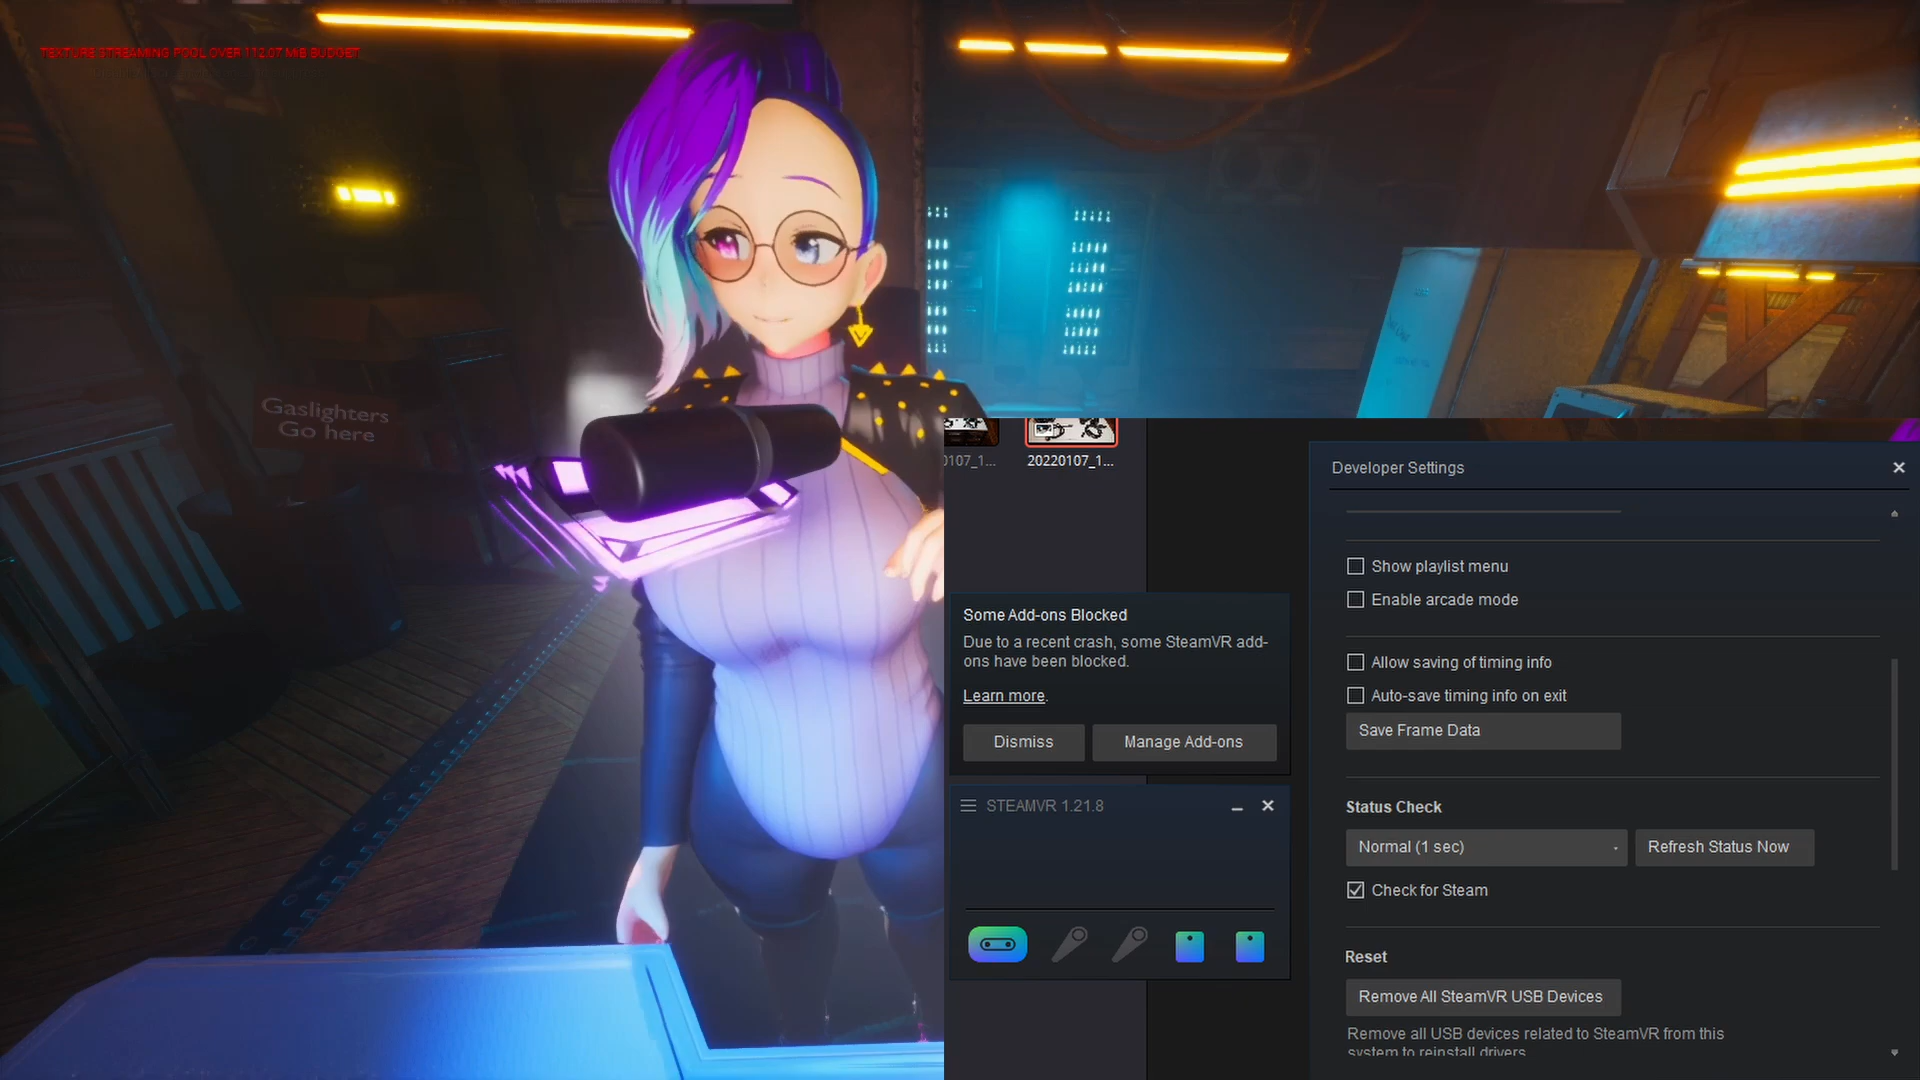 TEXTURE STREAMING POOL OVER 112.07 MiB BUDGET
Gaslighters
Go here
0107_1...
20220107_1...
Developer Settings
Show playlist menu
Enable arcade mode
Allow saving of timing info
Auto-save timing info on exit
Save Frame Data
Status Check
Normal (1 sec)
Refresh Status Now
Check for Steam
Reset
Remove All SteamVR USB Devices
Remove all USB devices related to SteamVR from this
system to reinstall drivers
Some Add-ons Blocked
Due to a recent crash, some SteamVR add-
ons have been blocked.
Learn more.
Dismiss
Manage Add-ons
STEAMVR 1.21.8